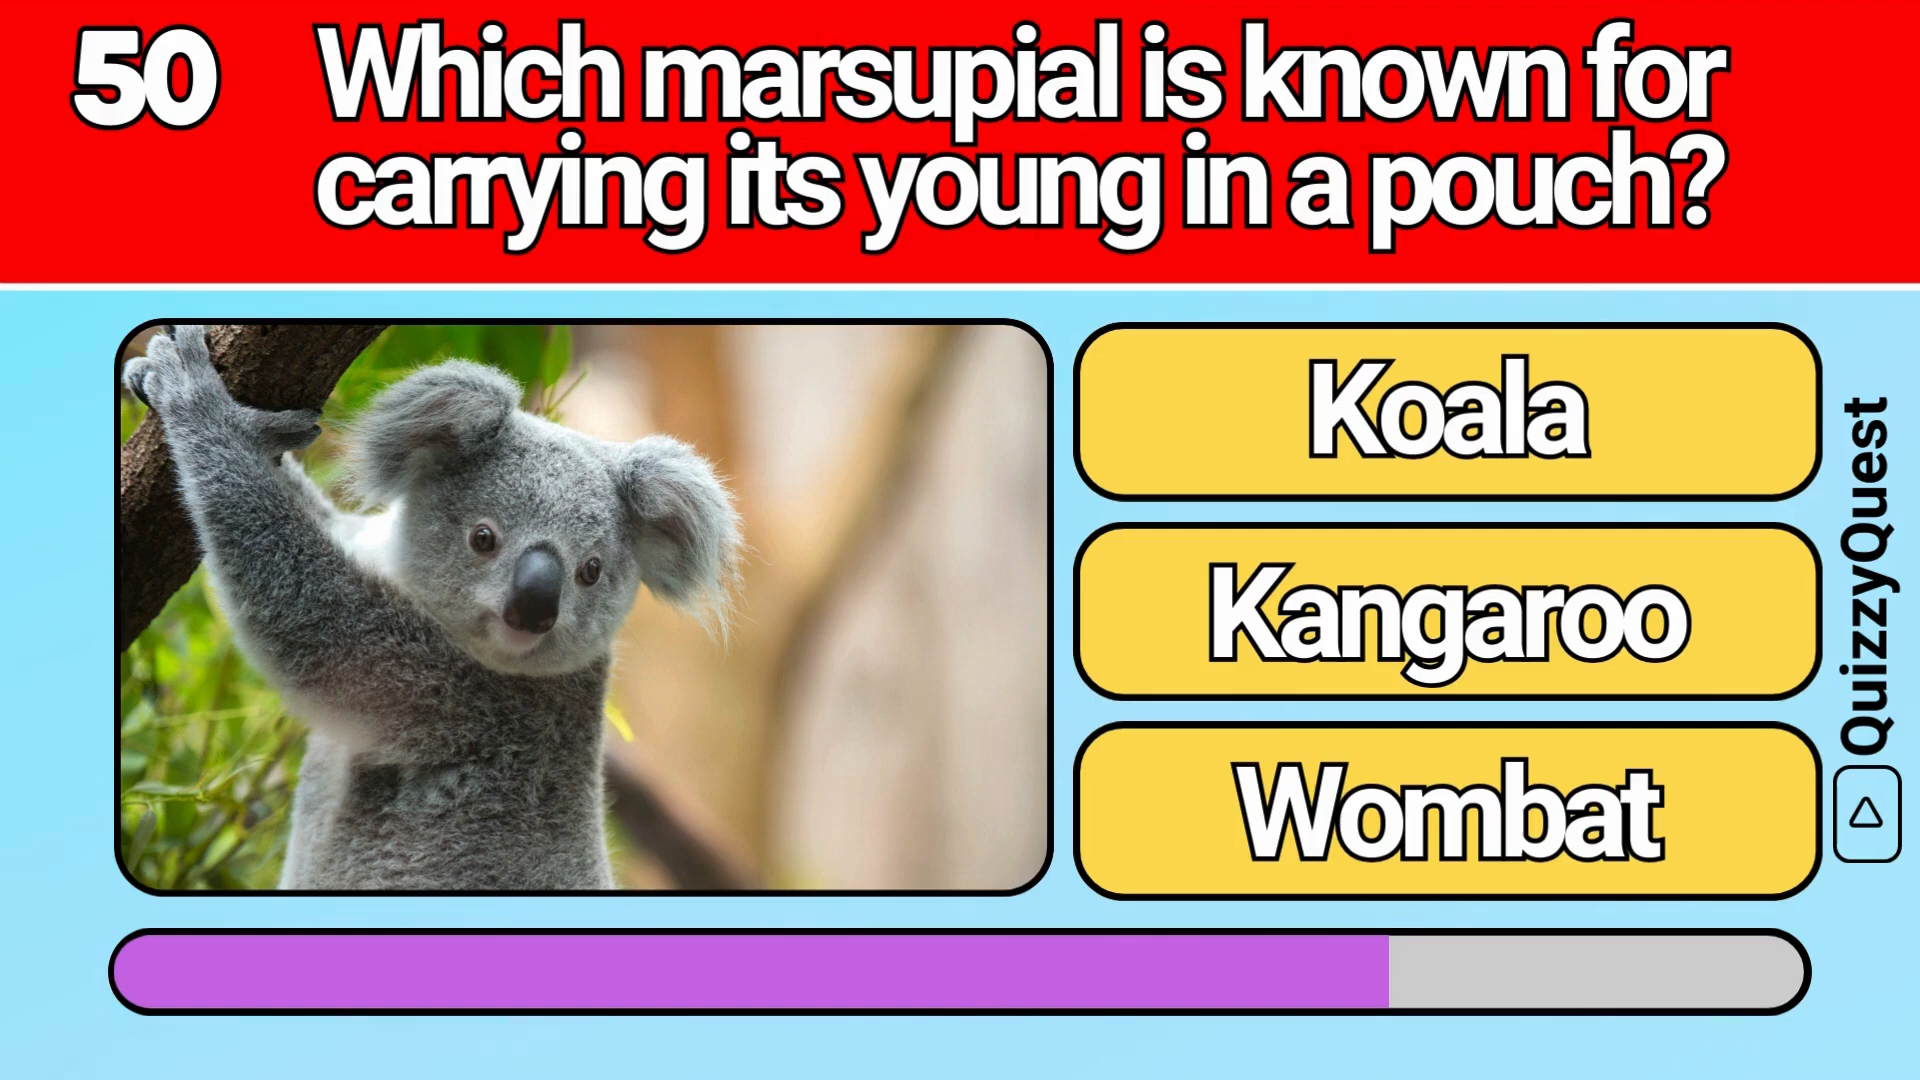 50
Which marsupial is known for
carrying its young in a pouch?
Koala
Kangaroo
Wombat
QuizzyQuest